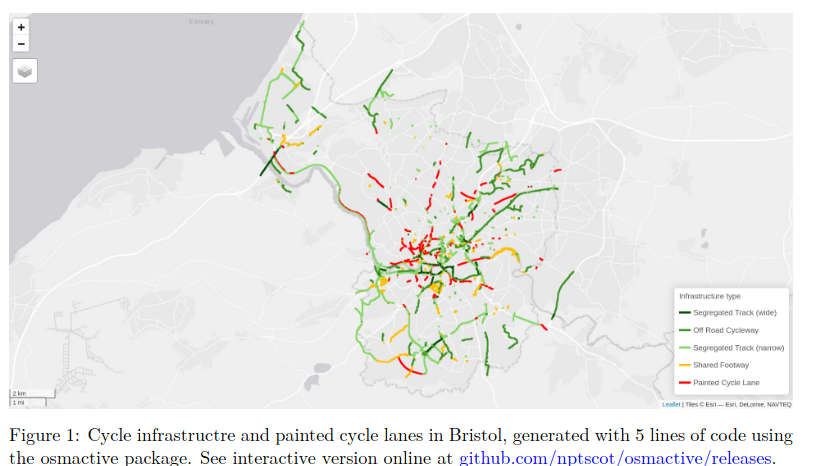 Estuary
+
−
Infrastructure type
Segregated Track (wide)
Off Road Cycleway
Segregated Track (narrow)
Shared Footway
Painted Cycle Lane
2 km
1 mi
Leaflet | Tiles © Esri — Esri, DeLorme, NAVTEQ
Figure 1: Cycle infrastructre and painted cycle lanes in Bristol, generated with 5 lines of code using
the osmactive package. See interactive version online at github.com/nptscot/osmactive/releases.